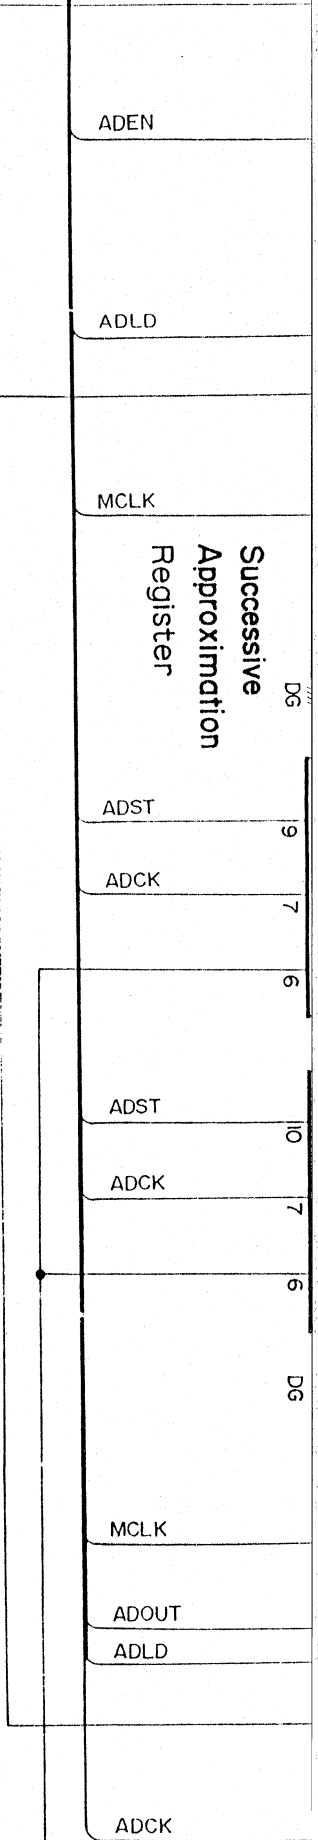 ADEN
ADLD
MCLK
Successive
Approximation
Register
DG
ADST
9
ADCK
7
6
ADST
10
ADCK
7
6
DG
MCLK
ADOUT
ADLD
ADCK